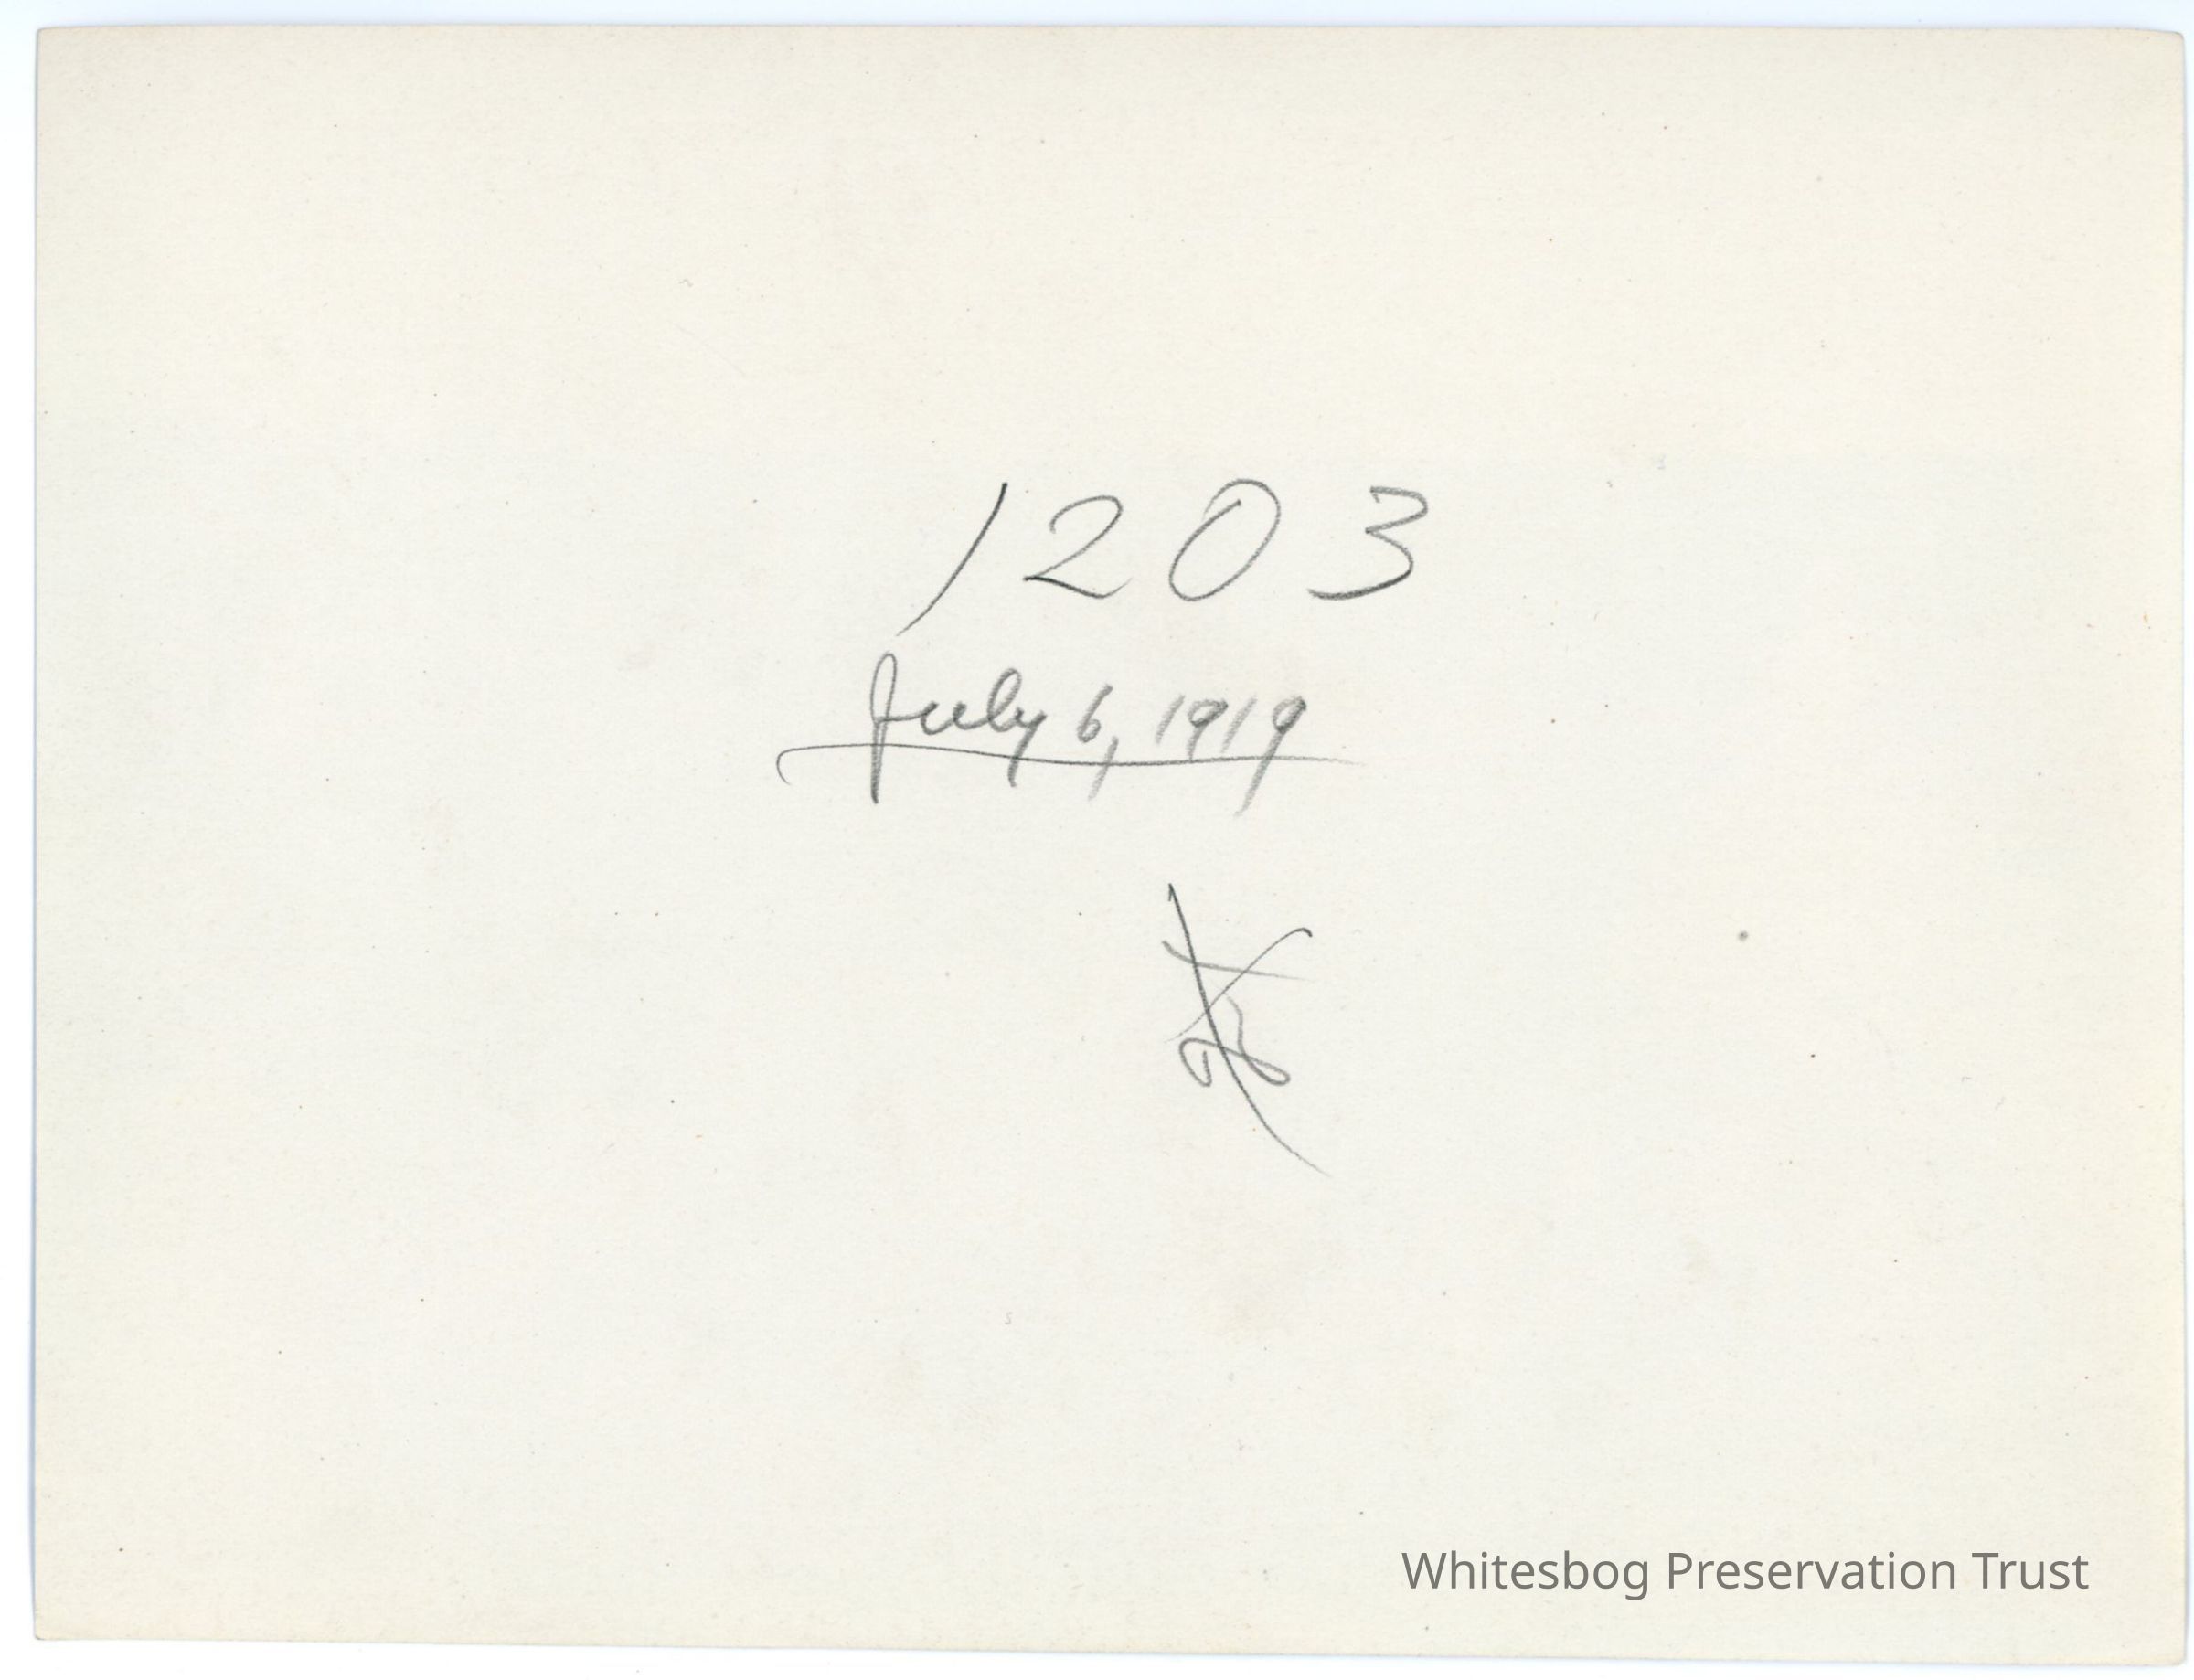 1203
July 6, 1919
Whitesbog Preservation Trust